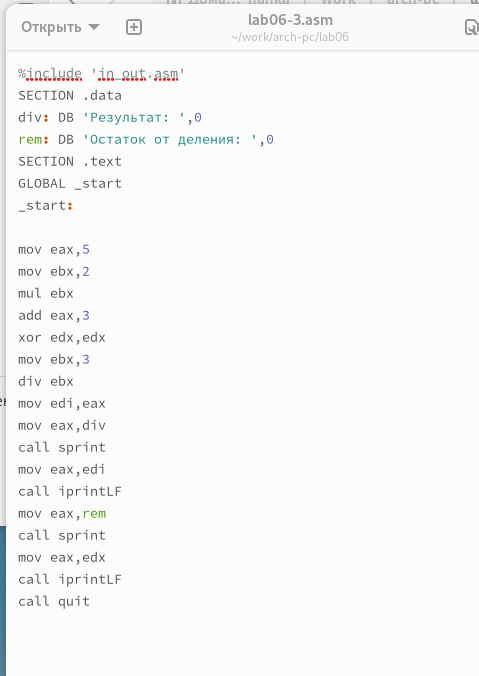 Открыть
lab06-3.asm
~/work/arch-pc/lab06
%include 'in_out.asm'
SECTION .data
div: DB 'Результат: ',0
rem: DB 'Остаток от деления: ',0
SECTION .text
GLOBAL _start
_start:
mov eax,5
mov ebx,2
mul ebx
add eax,3
xor edx,edx
mov ebx,3
div ebx
mov edi,eax
mov eax,div
call sprint
mov eax,edi
call iprintLF
mov eax,rem
call sprint
mov eax,edx
call iprintLF
call quit